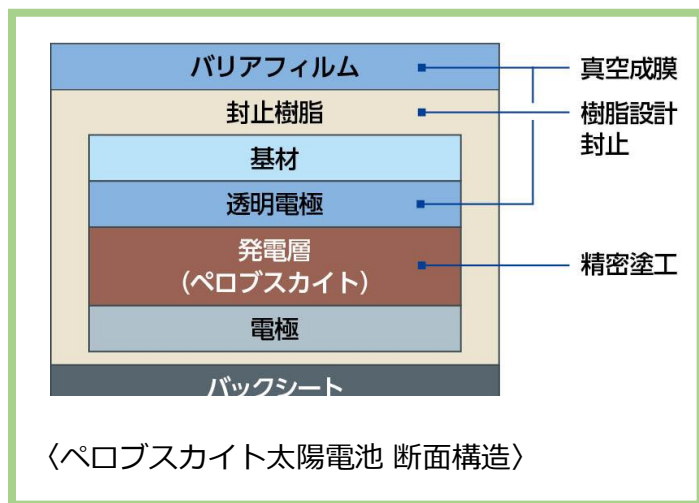 バリアフィルム
真空成膜
封止樹脂
樹脂設計
封止
基材
透明電極
発電層
(ペロブスカイト)
精密塗工
電極
バックシート
〈ペロブスカイト太陽電池 断面構造〉